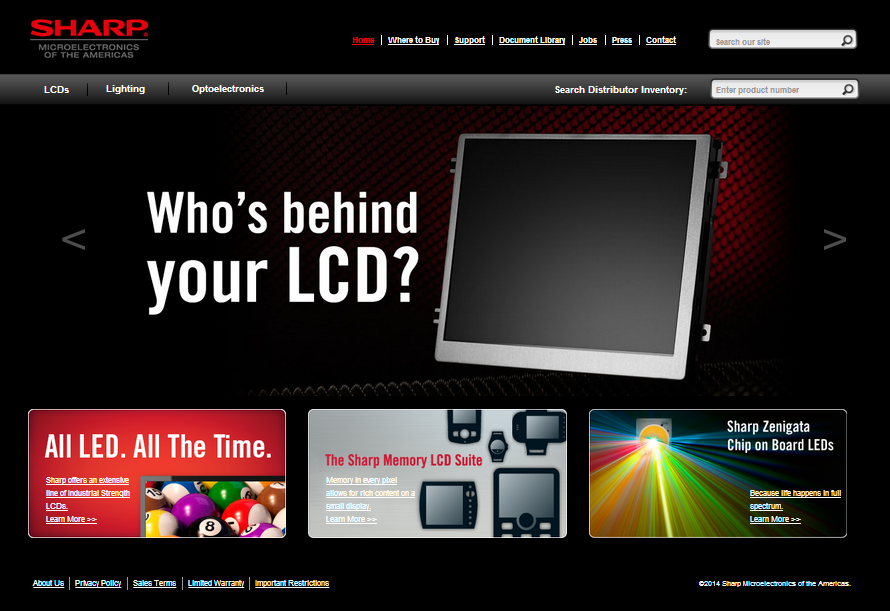 SHARP
MICROELECTRONICS
OF THE AMERICAS
Home
Where to Buy
Support
Document Library
Jobs
Press
Contact
Search our site
LCDs
Lighting
Optoelectronics
Search Distributor Inventory:
Enter product number
Who's behind
your LCD?
<
>
All LED. All The Time.
Sharp offers an extensive
line of Industrial Strength
LCDs.
Learn More >>
8
The Sharp Memory LCD Suite
Memory in every pixel
allows for rich content on a
small display.
Learn More >>
Sharp Zenigata
Chip on Board LEDs
Because life happens in full
spectrum.
Learn More >>
About Us
Privacy Policy
Sales Terms
Limited Warranty
Important Restrictions
©2014 Sharp Microelectronics of the Americas.